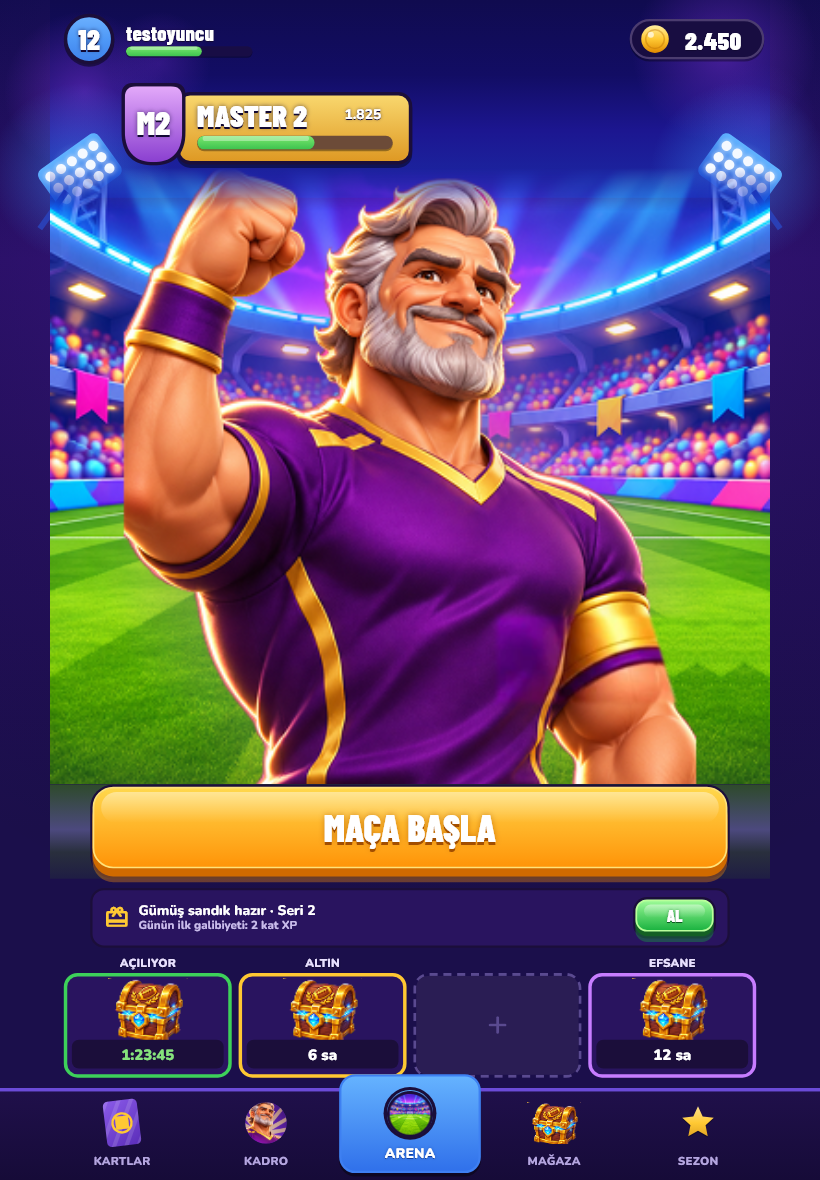 12
testoyuncu
2.450
M2
MASTER 2
1.825
MAÇA BAŞLA
Gümüş sandık hazır · Seri 2
Günün ilk galibiyeti: 2 kat XP
AL
AÇILIYOR
ALTIN
EFSANE
1:23:45
6 sa
+
12 sa
KARTLAR
KADRO
ARENA
MAĞAZA
SEZON